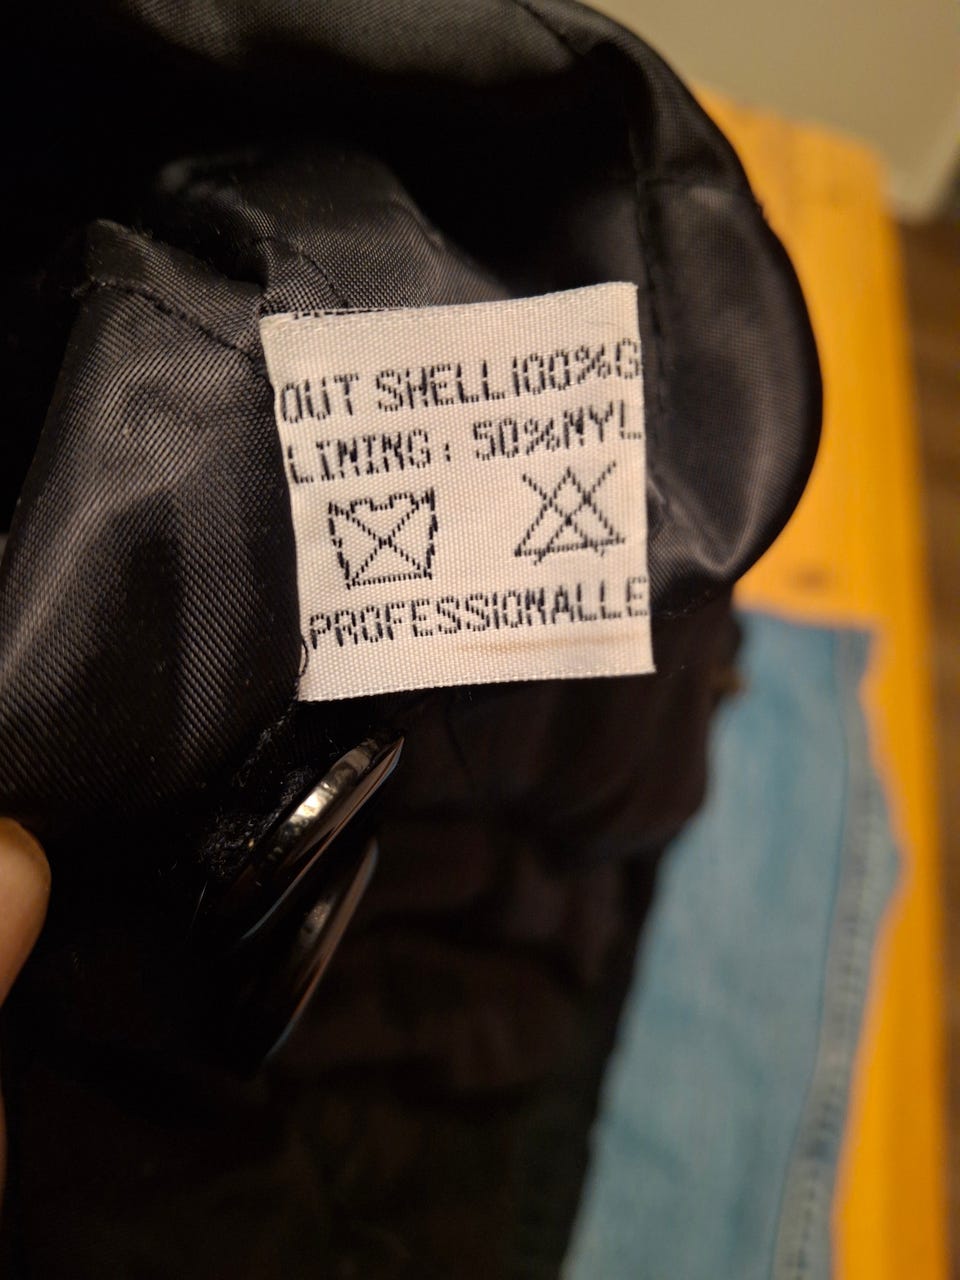 OUT SHELL100%G
LINING: 50%NYL
PROFESSIONALLE